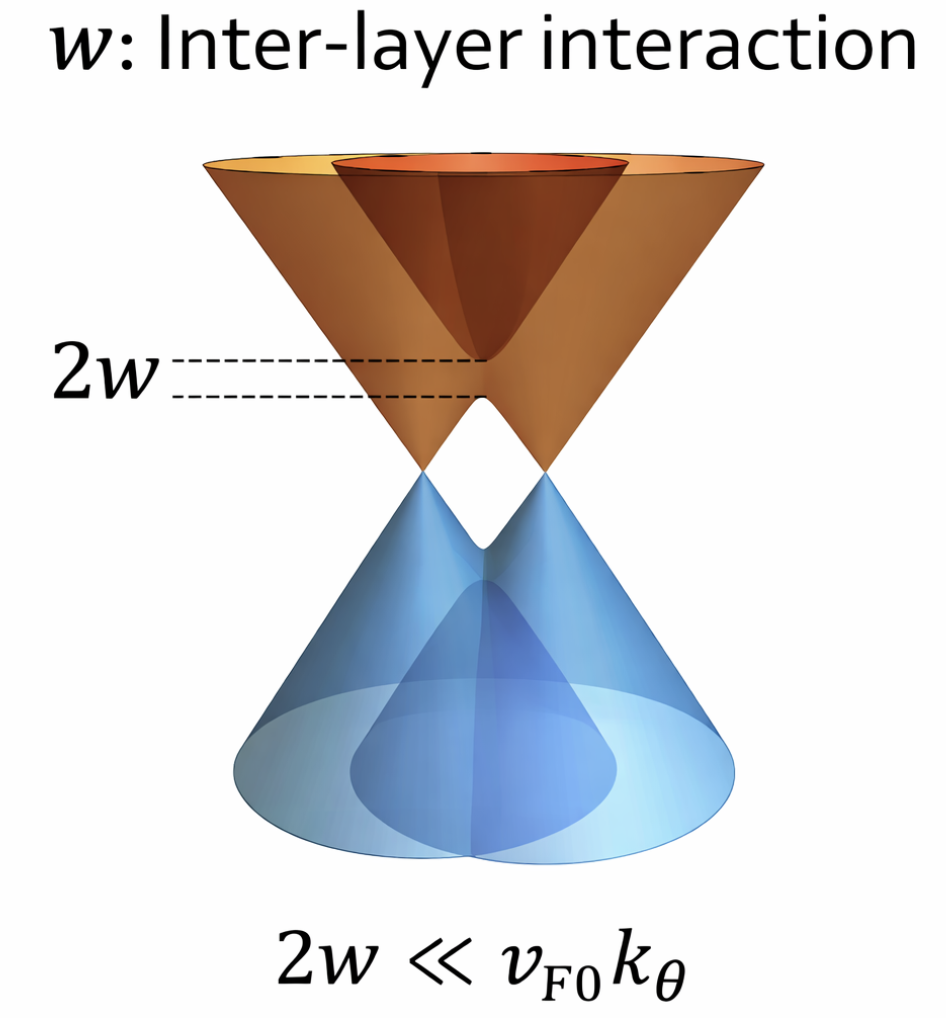 w: Inter-layer interaction
2w
2w ≪ v_F0 k_θ